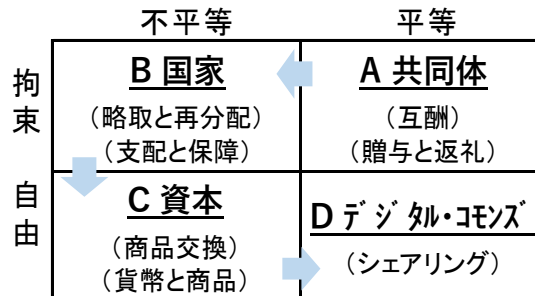 不平等 平等
拘束
B 国家
（略取と再分配）
（支配と保障）
A 共同体
（互酬）
（贈与と返礼）
自由
C 資本
（商品交換）
（貨幣と商品）
D ﾃﾞｼﾞﾀﾙ・ｺﾓﾝｽﾞ
（シェアリング）